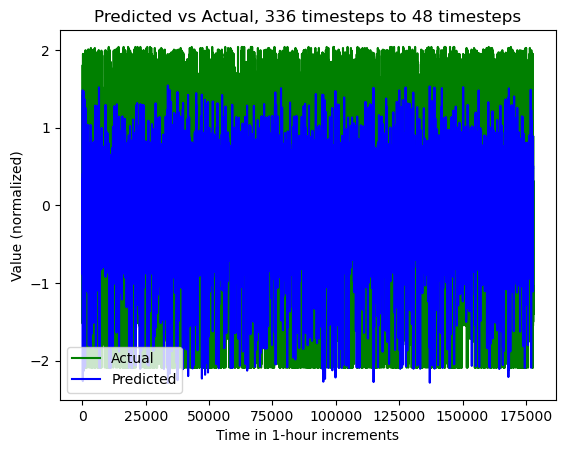 Predicted vs Actual, 336 timesteps to 48 timesteps
Value (normalized)
2
1
0
−1
−2
Actual
Predicted
0 25000 50000 75000 100000 125000 150000 175000
Time in 1-hour increments